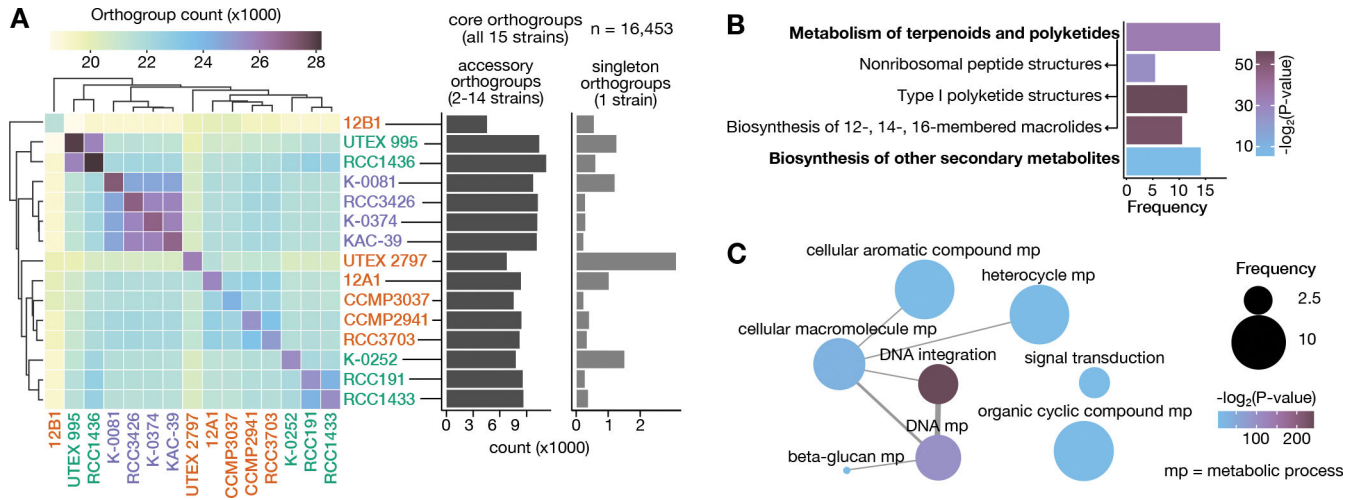 A
Orthogroup count (x1000)
20 22 24 26 28
core orthogroups
(all 15 strains)
n = 16,453
accessory
orthogroups
(2-14 strains)
singleton
orthogroups
(1 strain)
12B1
UTEX 995
RCC1436
K-0081
RCC3426
K-0374
KAC-39
UTEX 2797
12A1
CCMP3037
CCMP2941
RCC3703
K-0252
RCC191
RCC1433
12B1
UTEX 995
RCC1436
K-0081
RCC3426
K-0374
KAC-39
UTEX 2797
12A1
CCMP3037
CCMP2941
RCC3703
K-0252
RCC191
RCC1433
0 3 6 9
0 1 2 3
count (x1000)
B
Metabolism of terpenoids and polyketides
Nonribosomal peptide structures
Type I polyketide structures
Biosynthesis of 12-, 14-, 16-membered macrolides
Biosynthesis of other secondary metabolites
0 5 10 15
Frequency
50
30
10
-log2(P-value)
C
cellular aromatic compound mp
heterocycle mp
cellular macromolecule mp
DNA integration
signal transduction
organic cyclic compound mp
DNA mp
beta-glucan mp
Frequency
2.5
10
-log2(P-value)
100 200
mp = metabolic process